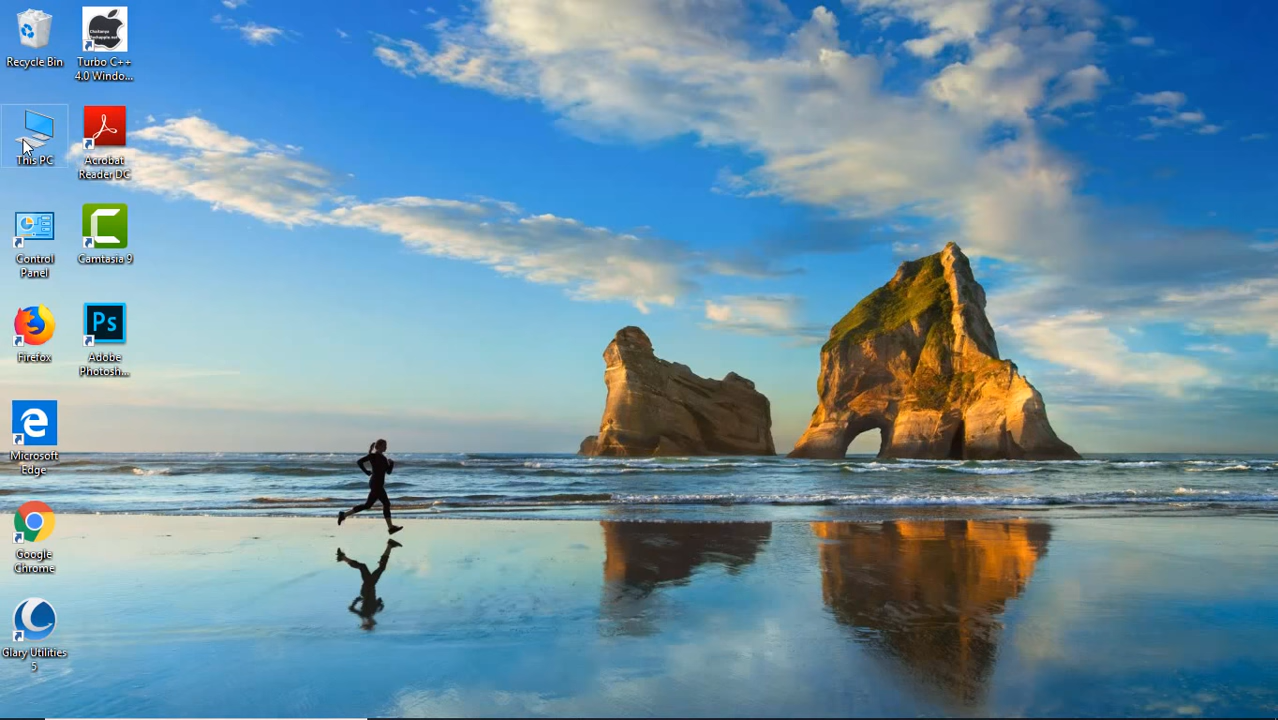 Recycle Bin
Turbo C++
4.0 Windo...
This PC
Acrobat
Reader DC
Control
Panel
Camtasia 9
Firefox
Ps
Adobe
Photosh...
Microsoft
Edge
Google
Chrome
Glary Utilities
5